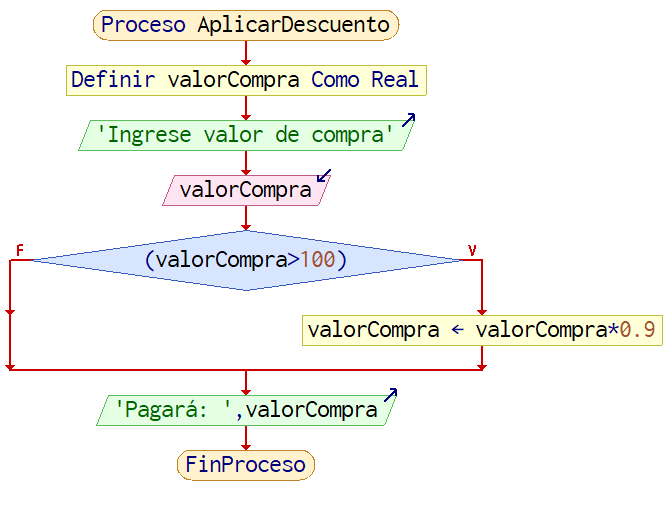 Proceso AplicarDescuento
Definir valorCompra Como Real
'Ingrese valor de compra'
valorCompra
F
V
(valorCompra>100)
valorCompra ← valorCompra*0.9
'Pagará: ',valorCompra
FinProceso